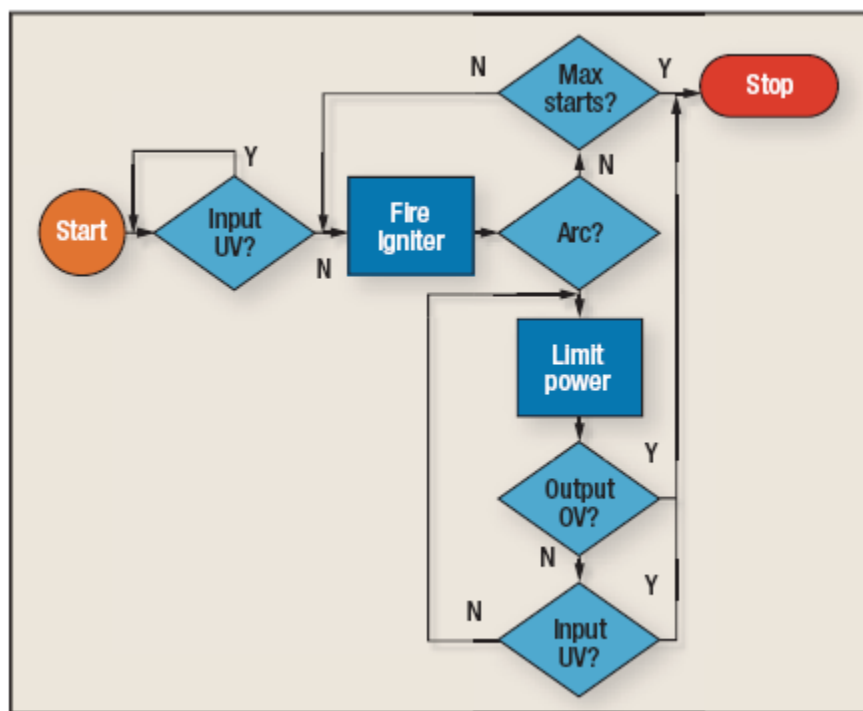 N
Max
starts?
Y
Stop
Y
Start
Input
UV?
N
Fire
Igniter
Arc?
N
Limit
power
Y
Output
OV?
N
Y
N
Input
UV?